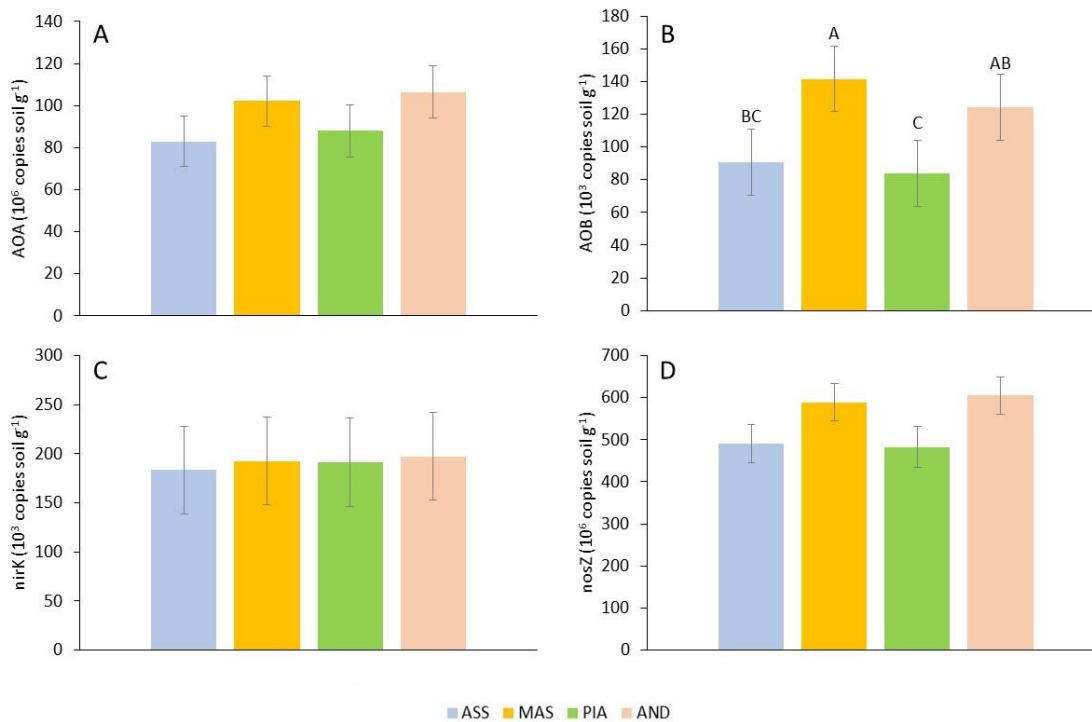 A
AOA (10⁶ copies soil g⁻¹)
140
120
100
80
60
40
20
0
B
AOB (10³ copies soil g⁻¹)
180
160
140
120
100
80
60
40
20
0
BC
A
C
AB
C
nirK (10³ copies soil g⁻¹)
300
250
200
150
100
50
0
D
nosZ (10⁶ copies soil g⁻¹)
700
600
500
400
300
200
100
0
ASS MAS PIA AND